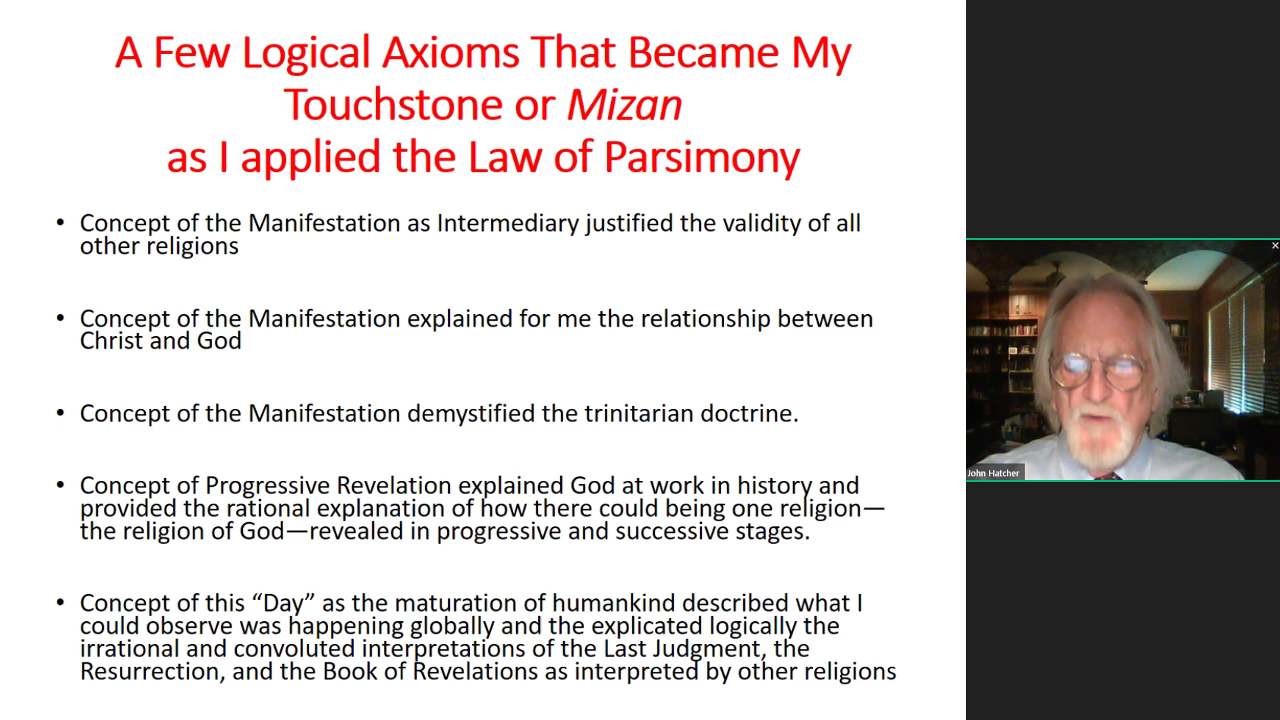 A Few Logical Axioms That Became My
Touchstone or Mizan
as I applied the Law of Parsimony
• Concept of the Manifestation as Intermediary justified the validity of all
other religions
• Concept of the Manifestation explained for me the relationship between
Christ and God
• Concept of the Manifestation demystified the trinitarian doctrine.
• Concept of Progressive Revelation explained God at work in history and
provided the rational explanation of how there could being one religion—
the religion of God—revealed in progressive and successive stages.
• Concept of this “Day” as the maturation of humankind described what I
could observe was happening globally and the explicated logically the
irrational and convoluted interpretations of the Last Judgment, the
Resurrection, and the Book of Revelations as interpreted by other religions
John Hatcher